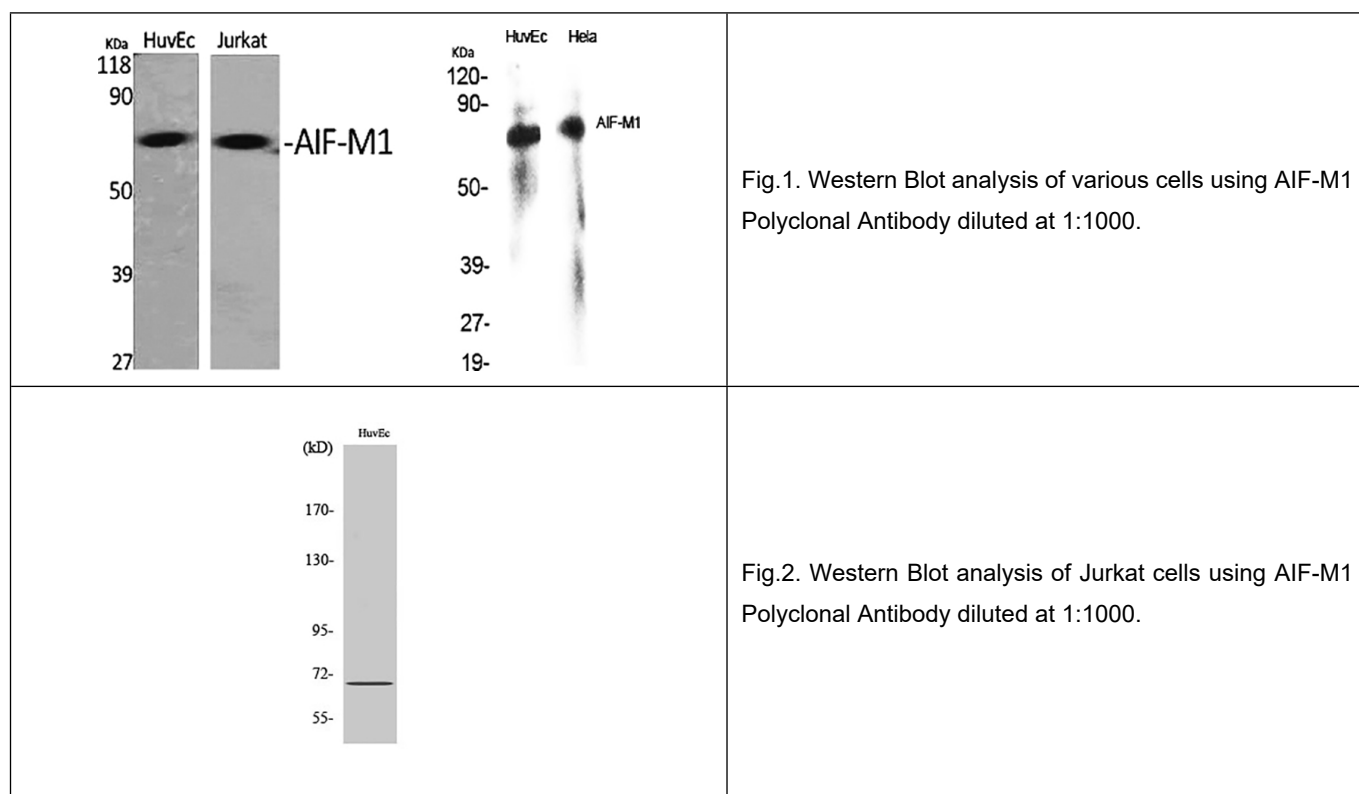 KDa HuvEc Jurkat
118
90
-AIF-M1
50
39
27
HuvEc Hela
KDa
120-
90-
AIF-M1
50-
39-
27-
19-
Fig.1. Western Blot analysis of various cells using AIF-M1
Polyclonal Antibody diluted at 1:1000.
HuvEc
(kD)
170-
130-
95-
72-
55-
Fig.2. Western Blot analysis of Jurkat cells using AIF-M1
Polyclonal Antibody diluted at 1:1000.